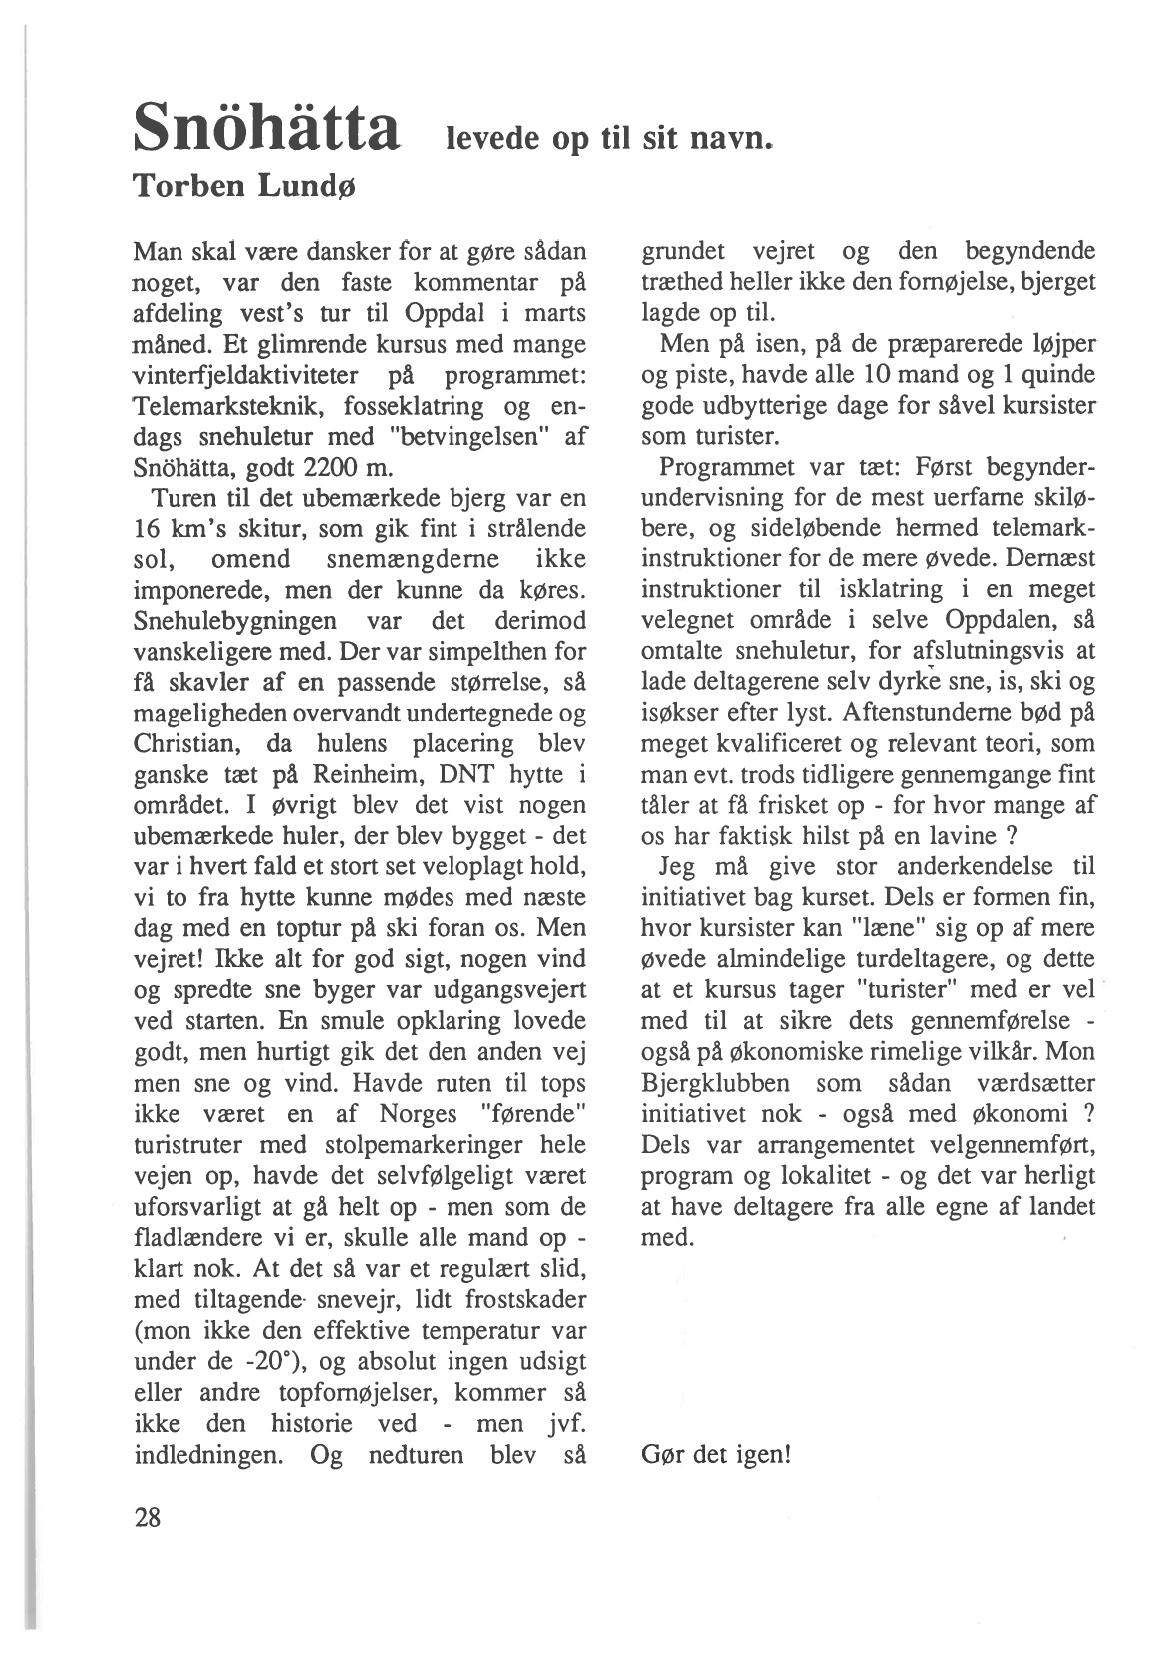 Snöhätta levede op til sit navn.
Torben Lundø
Man skal være dansker for at gøre sådan
noget, var den faste kommentar på
afdeling vest's tur til Oppdal i marts
måned. Et glimrende kursus med mange
vinterfjeldaktiviteter på programmet:
Telemarksteknik, fosseklatring og en-
dags snehuletur med "betvingelsen" af
Snöhätta, godt 2200 m.
Turen til det ubemærkede bjerg var en
16 km's skitur, som gik fint i strålende
sol, omend snemængderne ikke
imponerede, men der kunne da køres.
Snehulebygningen var det derimod
vanskeligere med. Der var simpelthen for
få skavler af en passende størrelse, så
mageligheden overvandt undertegnede og
Christian, da hulens placering blev
ganske tæt på Reinheim, DNT hytte i
området. I øvrigt blev det vist nogen
ubemærkede huler, der blev bygget - det
var i hvert fald et stort set veloplagt hold,
vi to fra hytte kunne mødes med næste
dag med en toptur på ski foran os. Men
vejret! Ikke alt for god sigt, nogen vind
og spredte sne byger var udgangsvejert
ved starten. En smule opklaring lovede
godt, men hurtigt gik det den anden vej
men sne og vind. Havde ruten til tops
ikke været en af Norges "førende"
turistruter med stolpemarkeringer hele
vejen op, havde det selvfølgeligt været
uforsvarligt at gå helt op - men som de
fladlændere vi er, skulle alle mand op -
klart nok. At det så var et regulært slid,
med tiltagende snevejr, lidt frostskader
(mon ikke den effektive temperatur var
under de -20°), og absolut ingen udsigt
eller andre topfornøjelser, kommer så
ikke den historie ved - men jvf.
indledningen. Og nedturen blev så
grundet vejret og den begyndende
træthed heller ikke den fornøjelse, bjerget
lagde op til.
Men på isen, på de præparerede løjper
og piste, havde alle 10 mand og 1 quinde
gode udbytterige dage for såvel kursister
som turister.
Programmet var tæt: Først begynder-
undervisning for de mest uerfarne skilø-
bere, og sideløbende hermed telemark-
instruktioner for de mere øvede. Dernæst
instruktioner til isklatring i en meget
velegnet område i selve Oppdalen, så
omtalte snehuletur, for afslutningsvis at
lade deltagerene selv dyrke sne, is, ski og
isøkser efter lyst. Aftenstunderne bød på
meget kvalificeret og relevant teori, som
man evt. trods tidligere gennemgange fint
tåler at få frisket op - for hvor mange af
os har faktisk hilst på en lavine ?
Jeg må give stor anderkendelse til
initiativet bag kurset. Dels er formen fin,
hvor kursister kan "læne" sig op af mere
øvede almindelige turdeltagere, og dette
at et kursus tager "turister" med er vel
med til at sikre dets gennemførelse -
også på økonomiske rimelige vilkår. Mon
Bjergklubben som sådan værdsætter
initiativet nok - også med økonomi ?
Dels var arrangementet velgennemført,
program og lokalitet - og det var herligt
at have deltagere fra alle egne af landet
med.
Gør det igen!
28